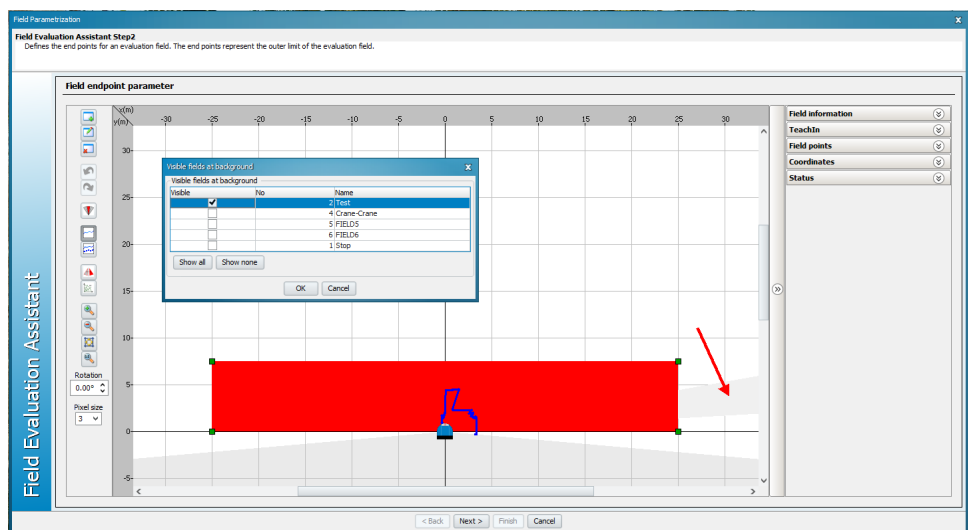 Field Parametrization
x
Field Evaluation Assistant Step2
Defines the end points for an evaluation field. The end points represent the outer limit of the evaluation field.
Field Evaluation Assistant
Field endpoint parameter
x(m)
y(m)
-30 -25 -20 -15 -10 -5 0 5 10 15 20 25 30
30
25
20
15
10
5
0
-5
Rotation
0.00°
Pixel size
3
Visible fields at background
x
Visible fields at background
Visible No Name
2 Test
4 Crane-Crane
5 FIELD5
6 FIELD6
1 Stop
Show all Show none
OK Cancel
Field information
TeachIn
Field points
Coordinates
Status
< Back Next > Finish Cancel